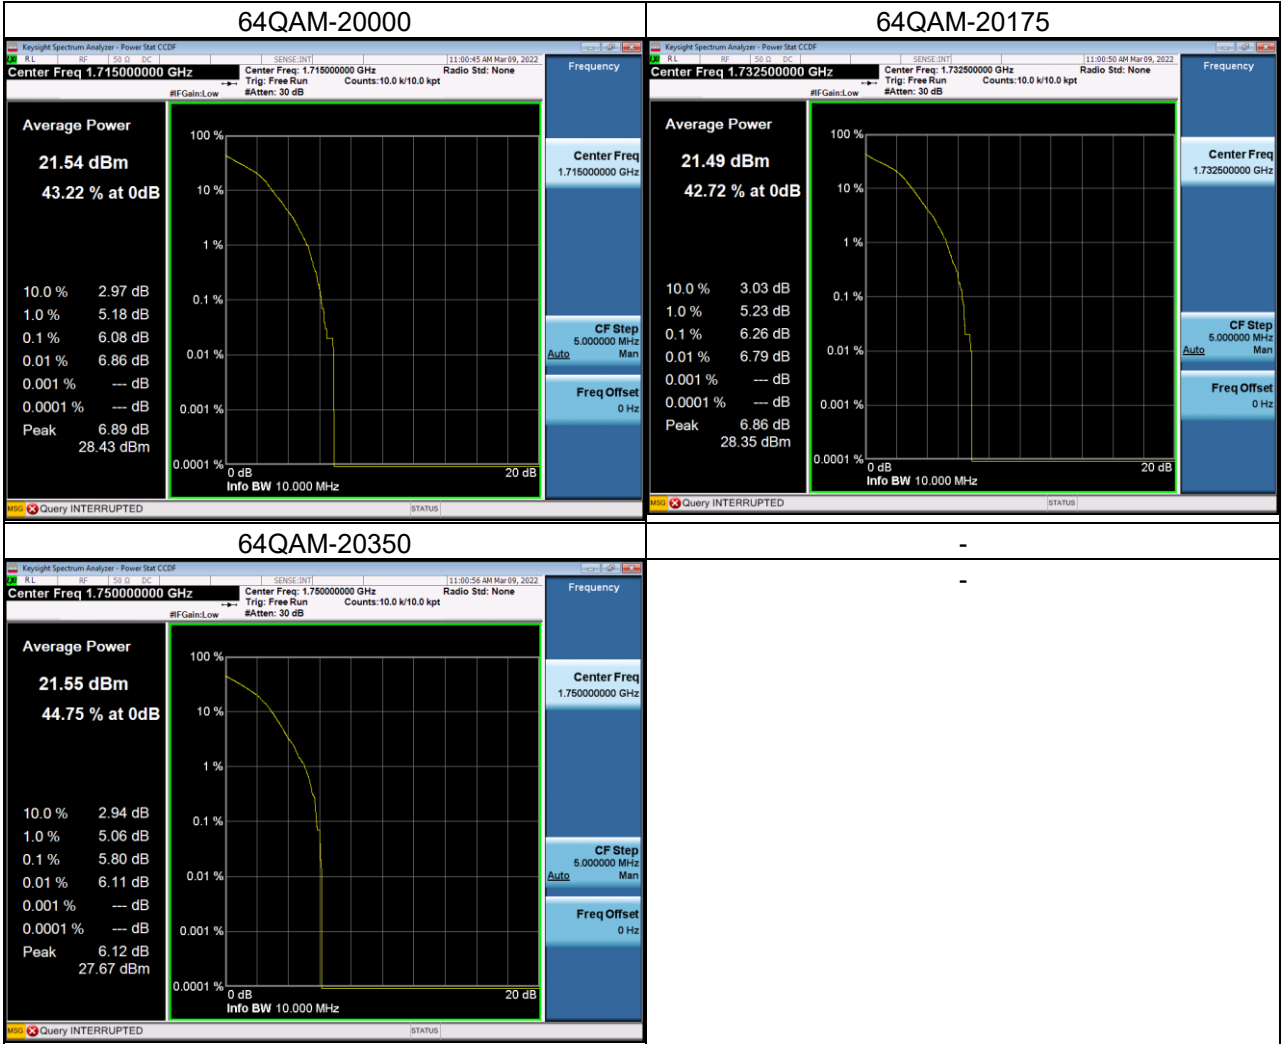 64QAM-20000
Keysight Spectrum Analyzer - Power Stat CCDF
RL RF 50 Ω DC SENSE:INT 11:00:45 AM Mar 09, 2022
Center Freq 1.715000000 GHz
Center Freq: 1.715000000 GHz Radio Std: None
Trig: Free Run Counts:10.0 k/10.0 kpt
#IFGain:Low #Atten: 30 dB
Frequency
Average Power
21.54 dBm
43.22 % at 0dB
10.0 % 2.97 dB
1.0 % 5.18 dB
0.1 % 6.08 dB
0.01 % 6.86 dB
0.001 % --- dB
0.0001 % --- dB
Peak 6.89 dB
28.43 dBm
100 %
10 %
1 %
0.1 %
0.01 %
0.001 %
0.0001 %
0 dB 20 dB
Info BW 10.000 MHz
Center Freq
1.715000000 GHz
CF Step
5.000000 MHz
Auto Man
Freq Offset
0 Hz
MSG Query INTERRUPTED STATUS
64QAM-20175
Keysight Spectrum Analyzer - Power Stat CCDF
RL RF 50 Ω DC SENSE:INT 11:00:50 AM Mar 09, 2022
Center Freq 1.732500000 GHz
Center Freq: 1.732500000 GHz Radio Std: None
Trig: Free Run Counts:10.0 k/10.0 kpt
#IFGain:Low #Atten: 30 dB
Frequency
Average Power
21.49 dBm
42.72 % at 0dB
10.0 % 3.03 dB
1.0 % 5.23 dB
0.1 % 6.26 dB
0.01 % 6.79 dB
0.001 % --- dB
0.0001 % --- dB
Peak 6.86 dB
28.35 dBm
100 %
10 %
1 %
0.1 %
0.01 %
0.001 %
0.0001 %
0 dB 20 dB
Info BW 10.000 MHz
Center Freq
1.732500000 GHz
CF Step
5.000000 MHz
Auto Man
Freq Offset
0 Hz
MSG Query INTERRUPTED STATUS
64QAM-20350
Keysight Spectrum Analyzer - Power Stat CCDF
RL RF 50 Ω DC SENSE:INT 11:00:56 AM Mar 09, 2022
Center Freq 1.750000000 GHz
Center Freq: 1.750000000 GHz Radio Std: None
Trig: Free Run Counts:10.0 k/10.0 kpt
#IFGain:Low #Atten: 30 dB
Frequency
Average Power
21.55 dBm
44.75 % at 0dB
10.0 % 2.94 dB
1.0 % 5.06 dB
0.1 % 5.80 dB
0.01 % 6.11 dB
0.001 % --- dB
0.0001 % --- dB
Peak 6.12 dB
27.67 dBm
100 %
10 %
1 %
0.1 %
0.01 %
0.001 %
0.0001 %
0 dB 20 dB
Info BW 10.000 MHz
Center Freq
1.750000000 GHz
CF Step
5.000000 MHz
Auto Man
Freq Offset
0 Hz
MSG Query INTERRUPTED STATUS
-
-